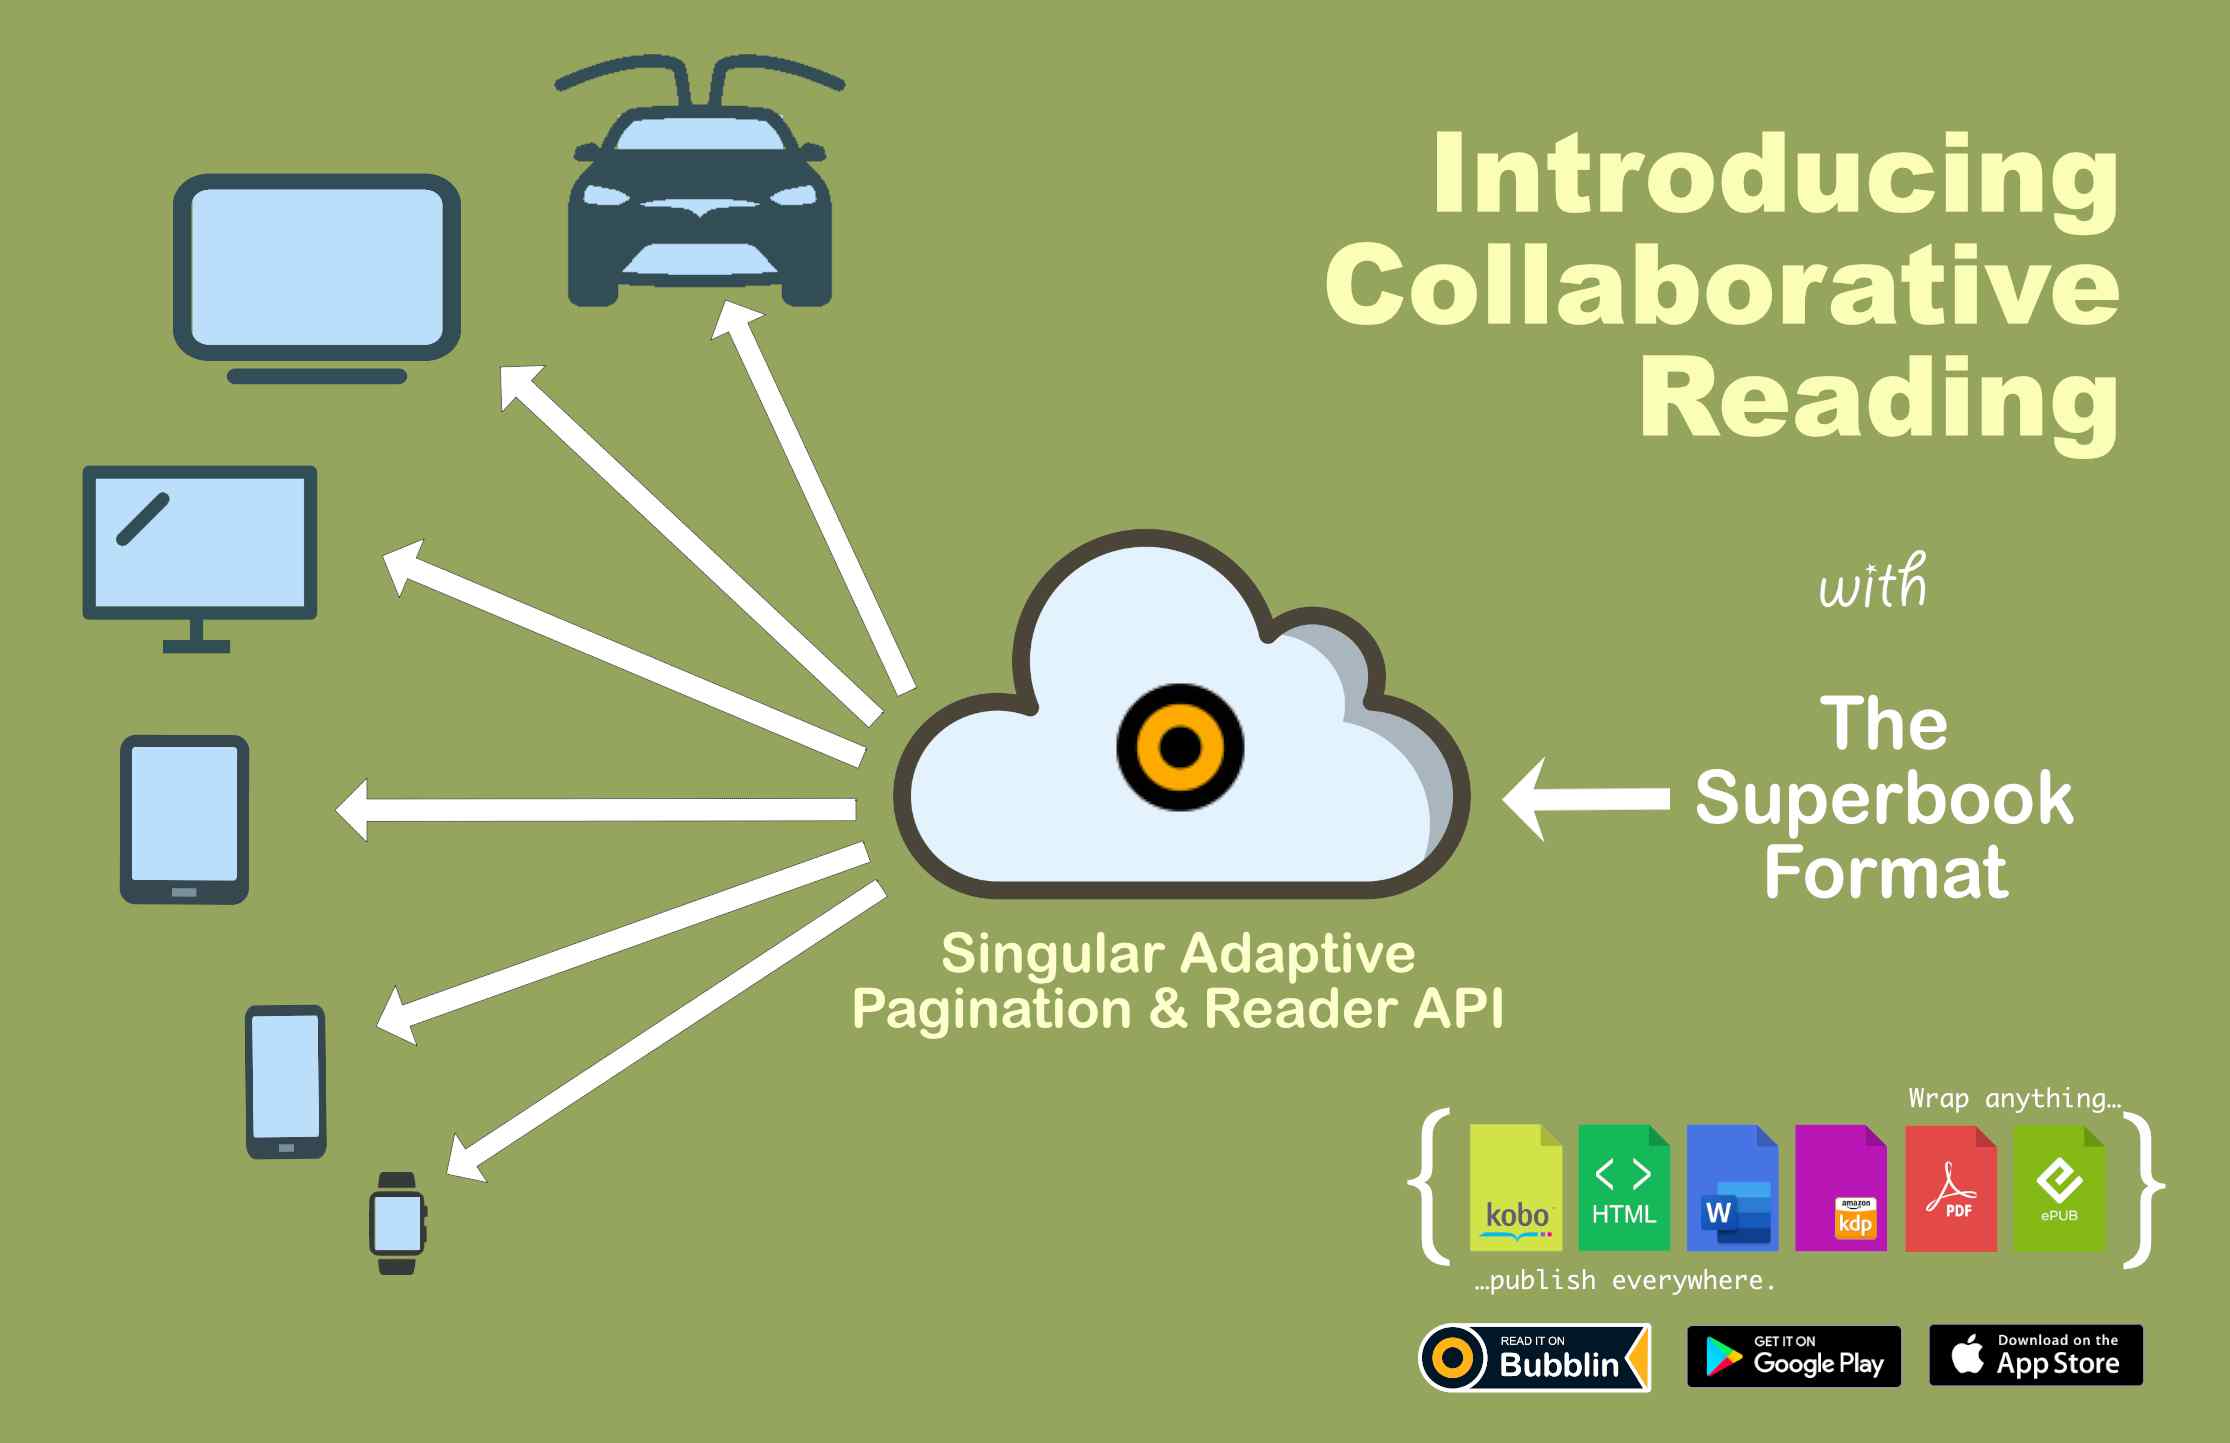 Introducing
Collaborative
Reading
with
The
Superbook
Format
Singular Adaptive
Pagination & Reader API
Wrap anything…
kobo
HTML
W
amazon
kdp
PDF
ePUB
…publish everywhere.
READ IT ON
Bubblin
GET IT ON
Google Play
Download on the
App Store